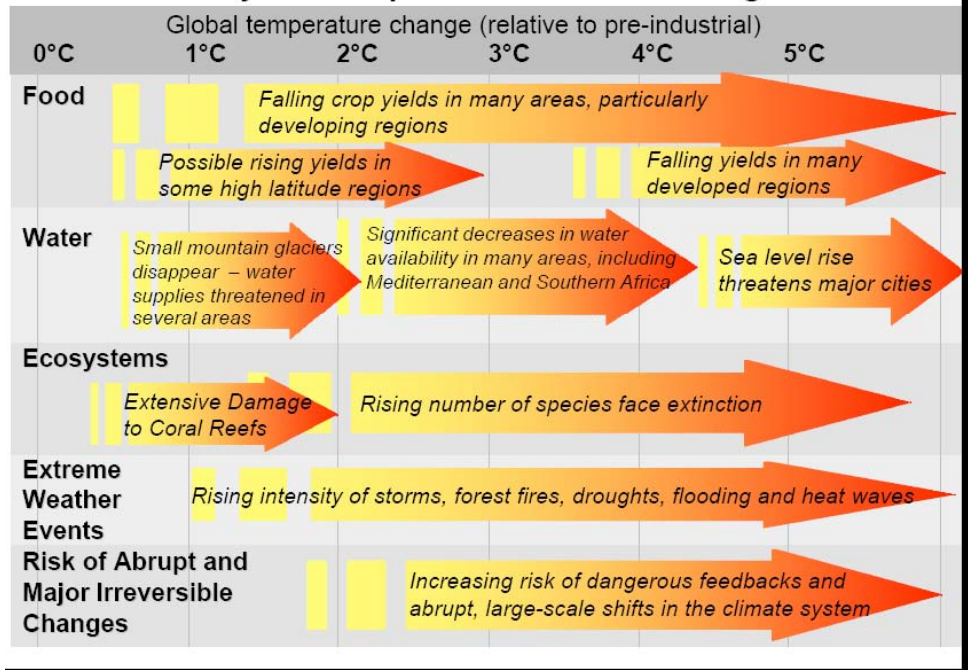 Global temperature change (relative to pre-industrial)
0°C 1°C 2°C 3°C 4°C 5°C
Food
Falling crop yields in many areas, particularly
developing regions
Possible rising yields in
some high latitude regions
Falling yields in many
developed regions
Water
Small mountain glaciers
disappear – water
supplies threatened in
several areas
Significant decreases in water
availability in many areas, including
Mediterranean and Southern Africa
Sea level rise
threatens major cities
Ecosystems
Extensive Damage
to Coral Reefs
Rising number of species face extinction
Extreme
Weather
Events
Rising intensity of storms, forest fires, droughts, flooding and heat waves
Risk of Abrupt and
Major Irreversible
Changes
Increasing risk of dangerous feedbacks and
abrupt, large-scale shifts in the climate system